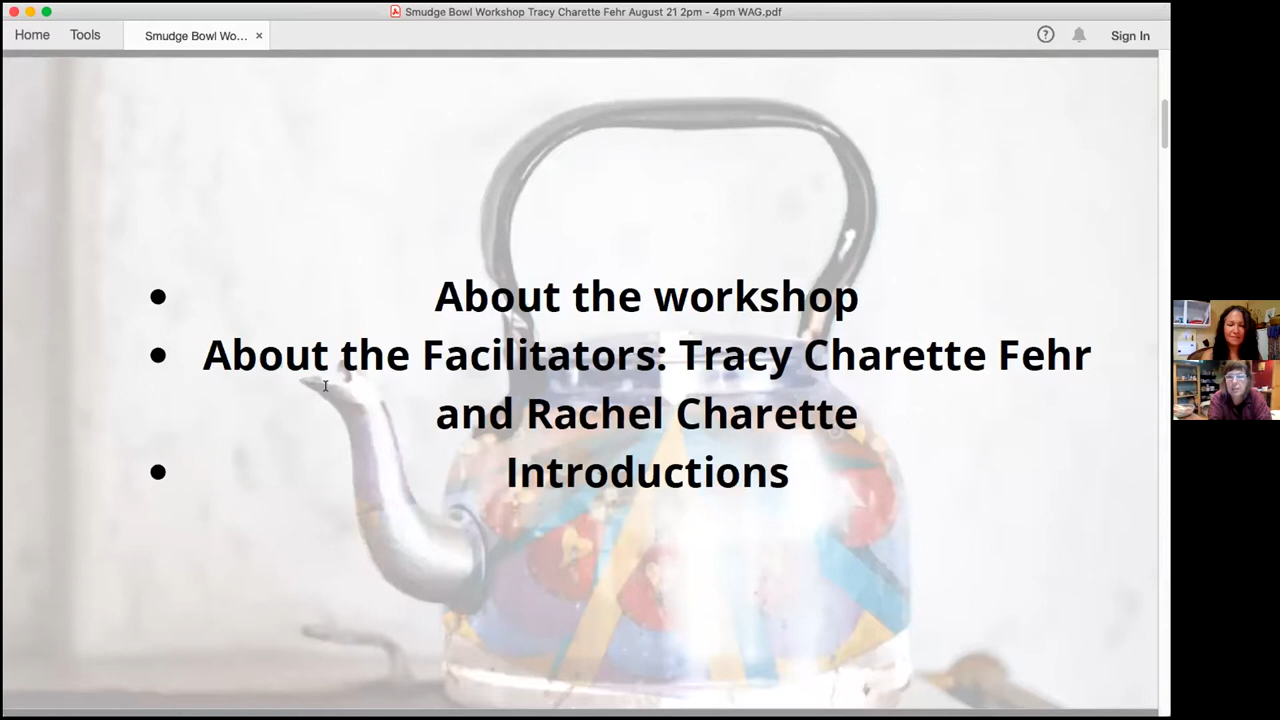 Smudge Bowl Workshop Tracy Charette Fehr August 21 2pm - 4pm WAG.pdf
Home Tools Smudge Bowl Wo... × ? Sign In
• About the workshop
• About the Facilitators: Tracy Charette Fehr
and Rachel Charette
• Introductions